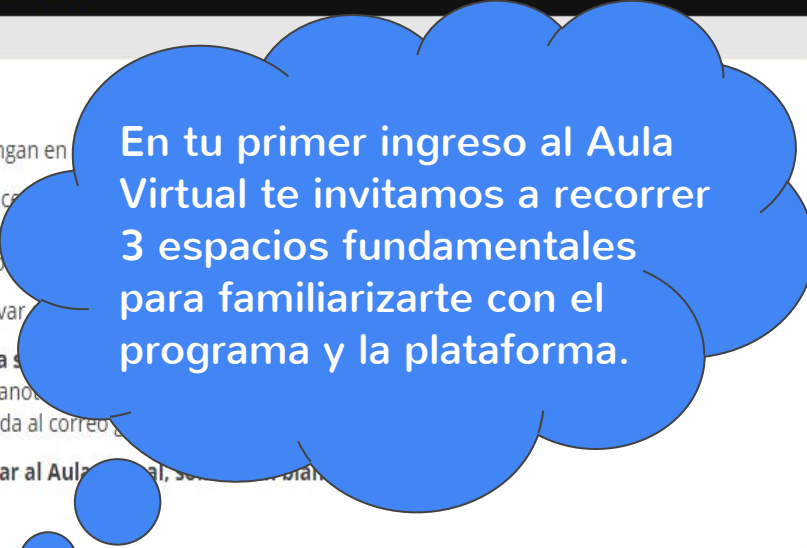 En tu primer ingreso al Aula
Virtual te invitamos a recorrer
3 espacios fundamentales
para familiarizarte con el
programa y la plataforma.
ngan en
var
da al correo
ar al Aula